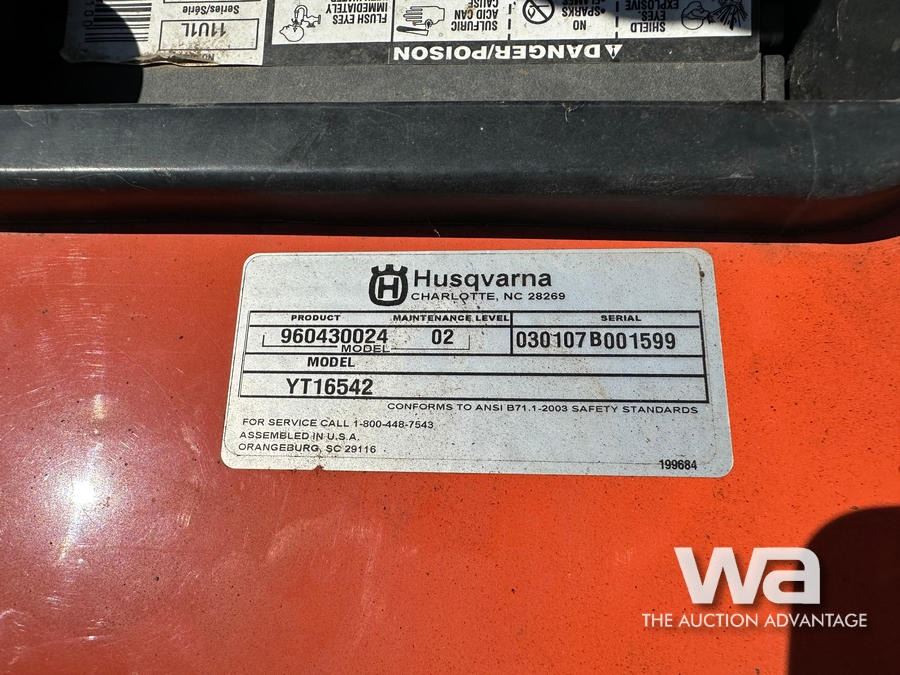 11U1L
Series/Serie
FLUSH EYES
IMMEDIATELY
SULFURIC
ACID CAN
CAUSE
NO
SPARKS
SHIELD
EYES
EXPLOSIVE
⚠DANGER/POISON
Husqvarna
CHARLOTTE, NC 28269
PRODUCT MAINTENANCE LEVEL SERIAL
960430024 02 030107B001599
MODEL
MODEL
YT16542
CONFORMS TO ANSI B71.1-2003 SAFETY STANDARDS
FOR SERVICE CALL 1-800-448-7543
ASSEMBLED IN U.S.A.
ORANGEBURG, SC 29116
199684
wa
THE AUCTION ADVANTAGE